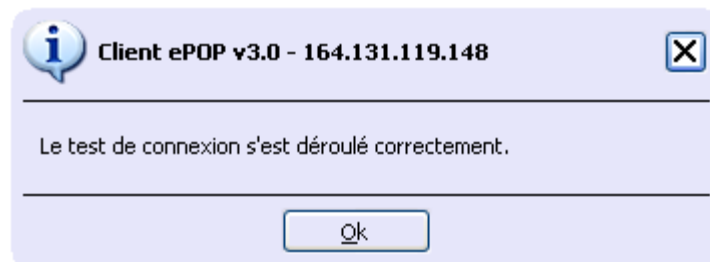 Client ePOP v3.0 - 164.131.119.148
Le test de connexion s'est déroulé correctement.
Ok